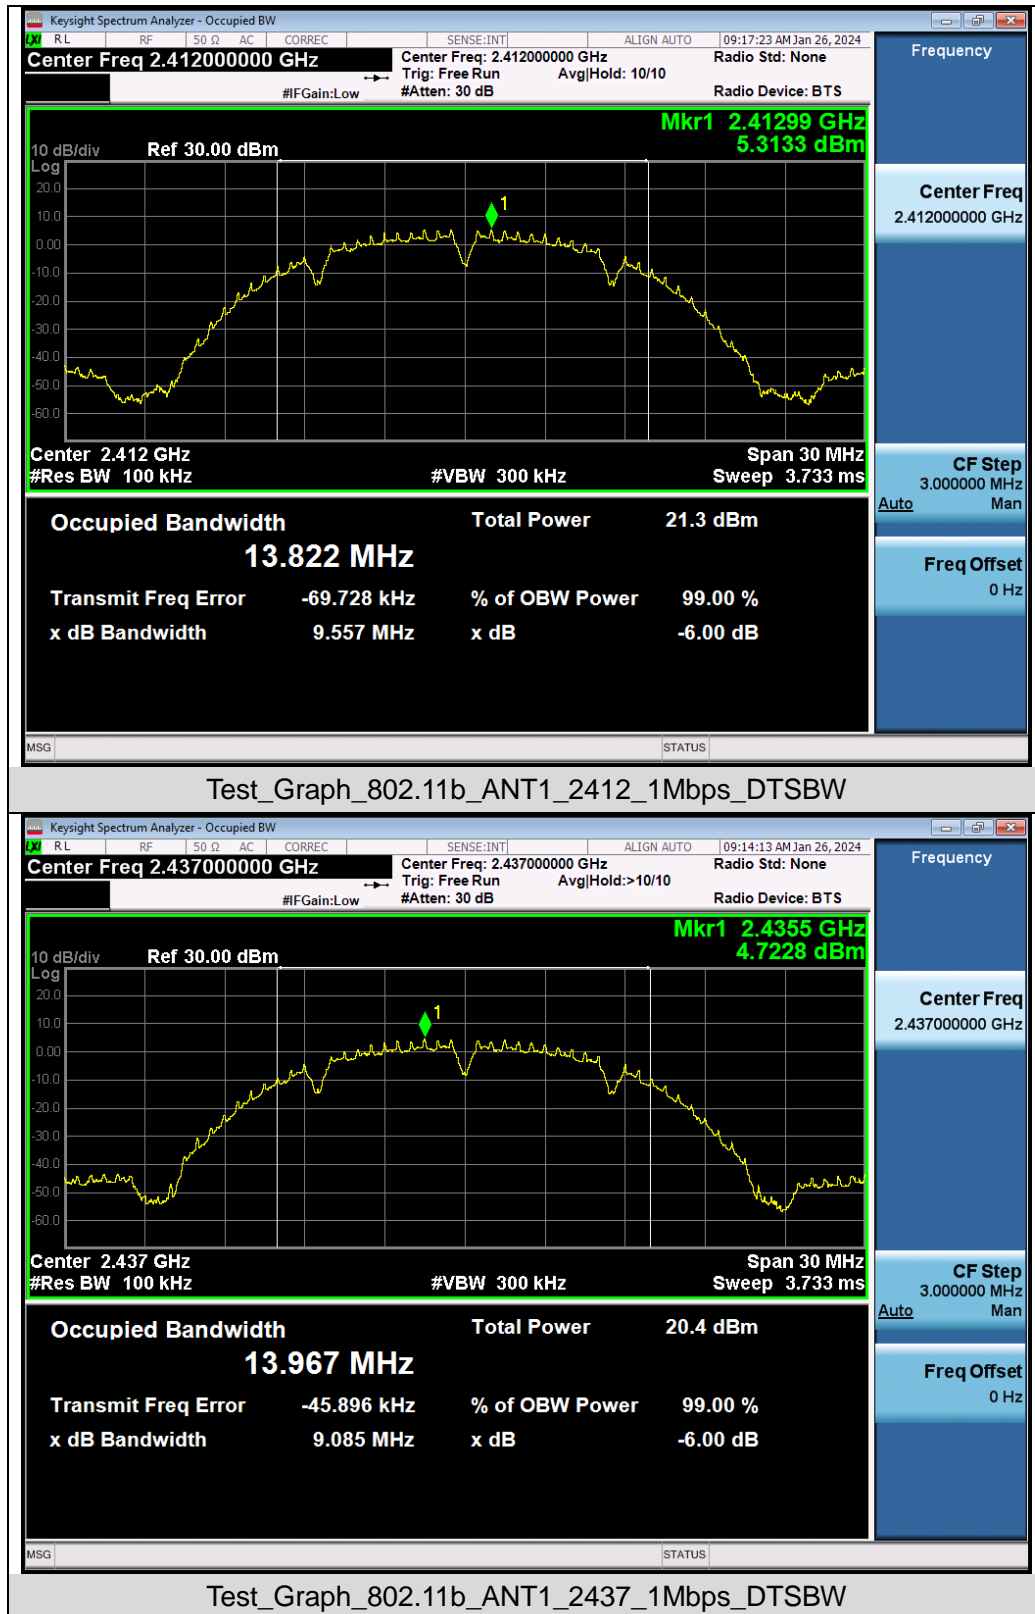 Keysight Spectrum Analyzer - Occupied BW
LXI RL RF 50 Ω AC CORREC SENSE:INT ALIGN AUTO 09:17:23 AM Jan 26, 2024
Center Freq 2.412000000 GHz
Center Freq: 2.412000000 GHz
Radio Std: None
Trig: Free Run Avg|Hold: 10/10
#IFGain:Low
#Atten: 30 dB
Radio Device: BTS
Frequency
Mkr1 2.41299 GHz
5.3133 dBm
10 dB/div Ref 30.00 dBm
Log
20.0
10.0
0.00
-10.0
-20.0
-30.0
-40.0
-50.0
-60.0
1
Center Freq
2.412000000 GHz
Center 2.412 GHz Span 30 MHz
#Res BW 100 kHz #VBW 300 kHz Sweep 3.733 ms
CF Step
3.000000 MHz
Auto Man
Occupied Bandwidth Total Power 21.3 dBm
13.822 MHz
Transmit Freq Error -69.728 kHz % of OBW Power 99.00 %
x dB Bandwidth 9.557 MHz x dB -6.00 dB
Freq Offset
0 Hz
MSG STATUS
Test_Graph_802.11b_ANT1_2412_1Mbps_DTSBW
Keysight Spectrum Analyzer - Occupied BW
LXI RL RF 50 Ω AC CORREC SENSE:INT ALIGN AUTO 09:14:13 AM Jan 26, 2024
Center Freq 2.437000000 GHz
Center Freq: 2.437000000 GHz
Radio Std: None
Trig: Free Run Avg|Hold:>10/10
#IFGain:Low
#Atten: 30 dB
Radio Device: BTS
Frequency
Mkr1 2.4355 GHz
4.7228 dBm
10 dB/div Ref 30.00 dBm
Log
20.0
10.0
0.00
-10.0
-20.0
-30.0
-40.0
-50.0
-60.0
1
Center Freq
2.437000000 GHz
Center 2.437 GHz Span 30 MHz
#Res BW 100 kHz #VBW 300 kHz Sweep 3.733 ms
CF Step
3.000000 MHz
Auto Man
Occupied Bandwidth Total Power 20.4 dBm
13.967 MHz
Transmit Freq Error -45.896 kHz % of OBW Power 99.00 %
x dB Bandwidth 9.085 MHz x dB -6.00 dB
Freq Offset
0 Hz
MSG STATUS
Test_Graph_802.11b_ANT1_2437_1Mbps_DTSBW